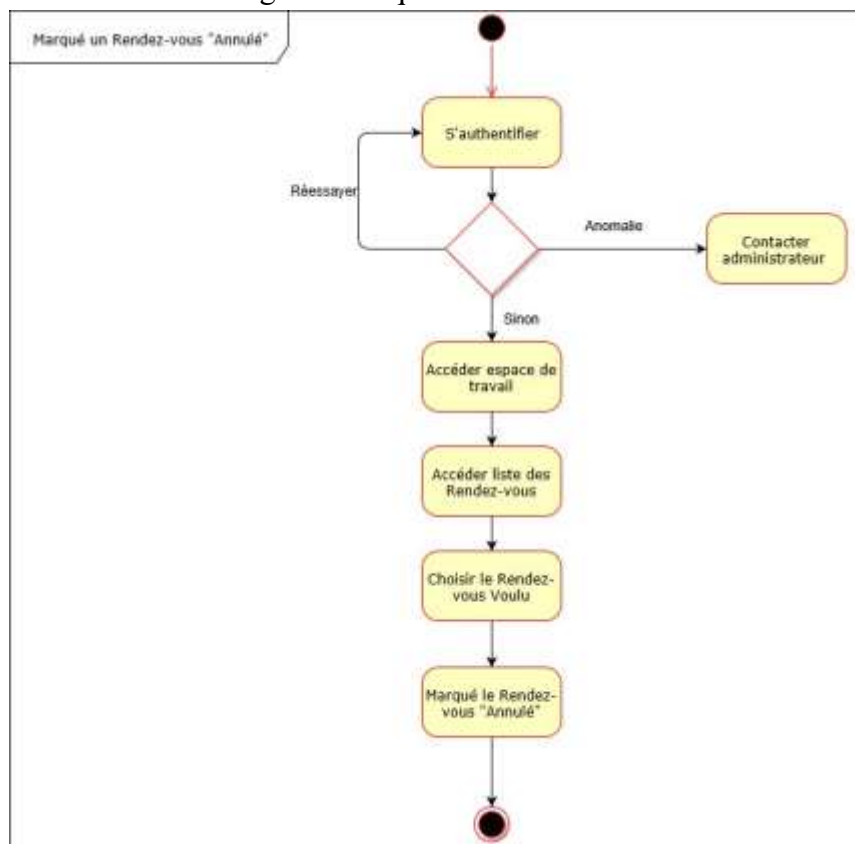 Marqué un Rendez-vous "Annulé"
S'authentifier
Réessayer
Anomalie
Contacter
administrateur
Sinon
Accéder espace de
travail
Accéder liste des
Rendez-vous
Choisir le Rendez-
vous Voulu
Marqué le Rendez-
vous "Annulé"